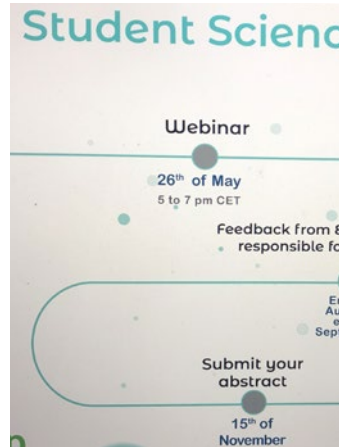 Student Scienc
Webinar
26th of May
5 to 7 pm CET
Feedback from &
responsible fo
Submit your
abstract
15th of
November